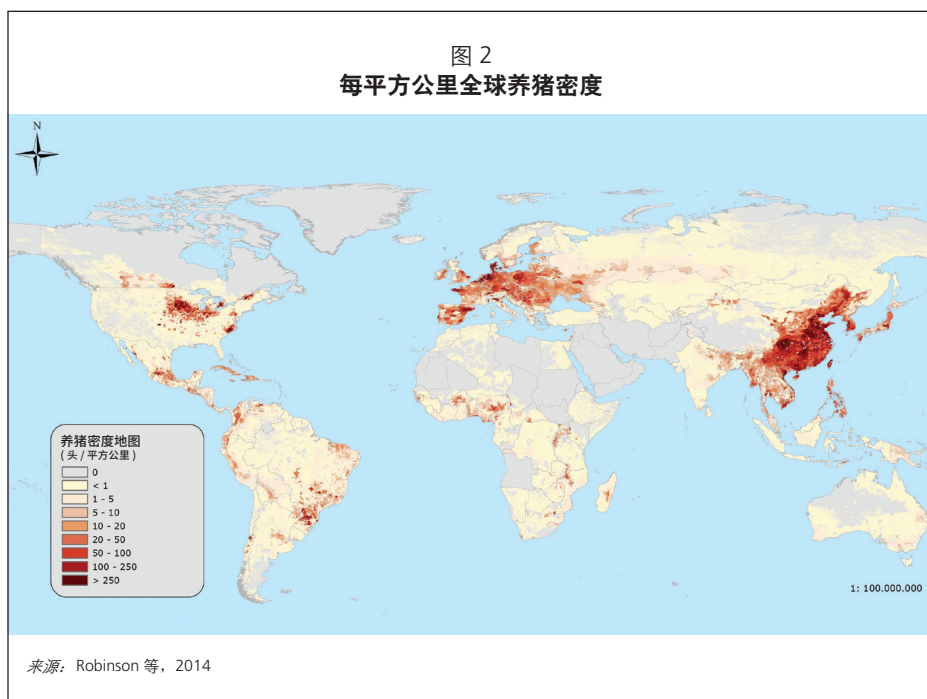 图 2
每平方公里全球养猪密度
N
养猪密度地图
( 头 / 平方公里 )
0
< 1
1 - 5
5 - 10
10 - 20
20 - 50
50 - 100
100 - 250
> 250
1: 100.000.000
来源: Robinson 等，2014